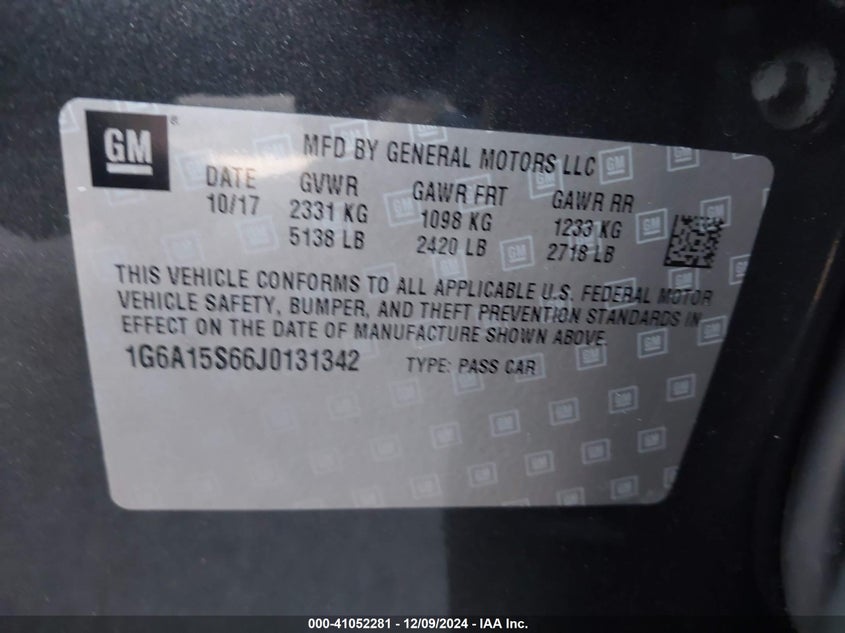 GM
MFD BY GENERAL MOTORS LLC
DATE GVWR GAWR FRT GAWR RR
10/17 2331 KG 1098 KG 1233 KG
5138 LB 2420 LB 2718 LB
THIS VEHICLE CONFORMS TO ALL APPLICABLE U.S. FEDERAL MOTOR
VEHICLE SAFETY, BUMPER, AND THEFT PREVENTION STANDARDS IN
EFFECT ON THE DATE OF MANUFACTURE SHOWN ABOVE.
1G6A15S66J0131342 TYPE: PASS CAR
000-41052281 - 12/09/2024 - IAA Inc.